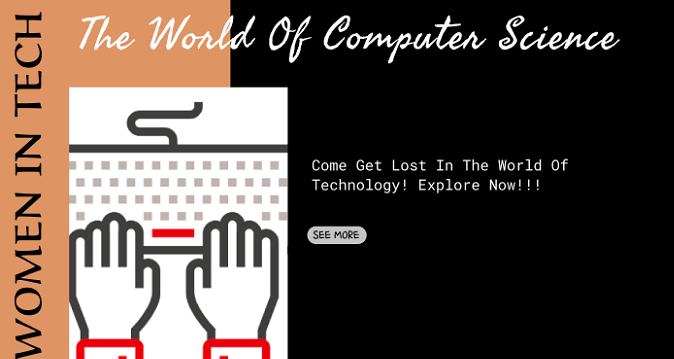 The World Of Computer Science
WOMEN IN TECH
Come Get Lost In The World Of
Technology! Explore Now!!!
SEE MORE